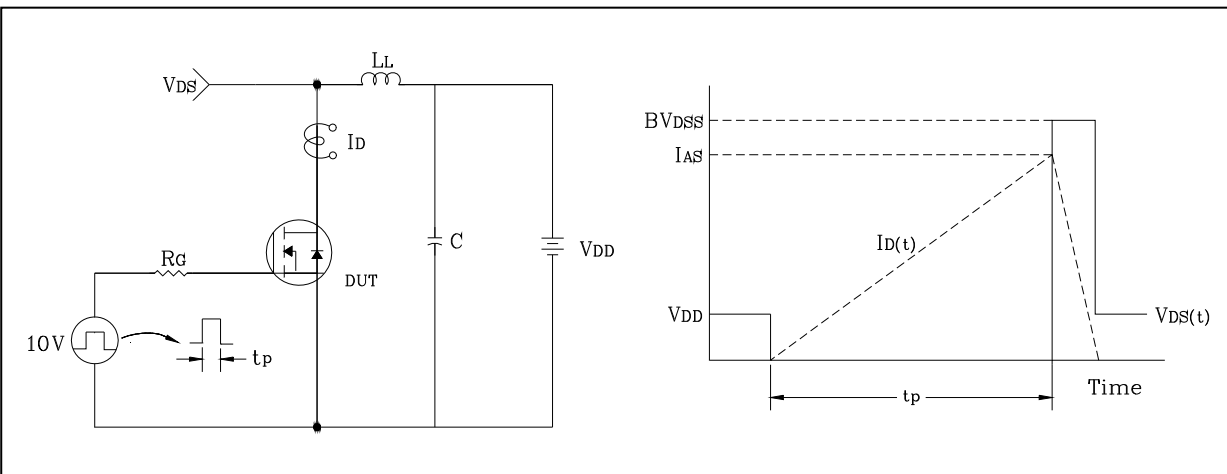 LL
VDS
ID
RG
DUT
C
VDD
10V
tp
BVDSS
IAS
ID(t)
VDD
VDS(t)
Time
tp